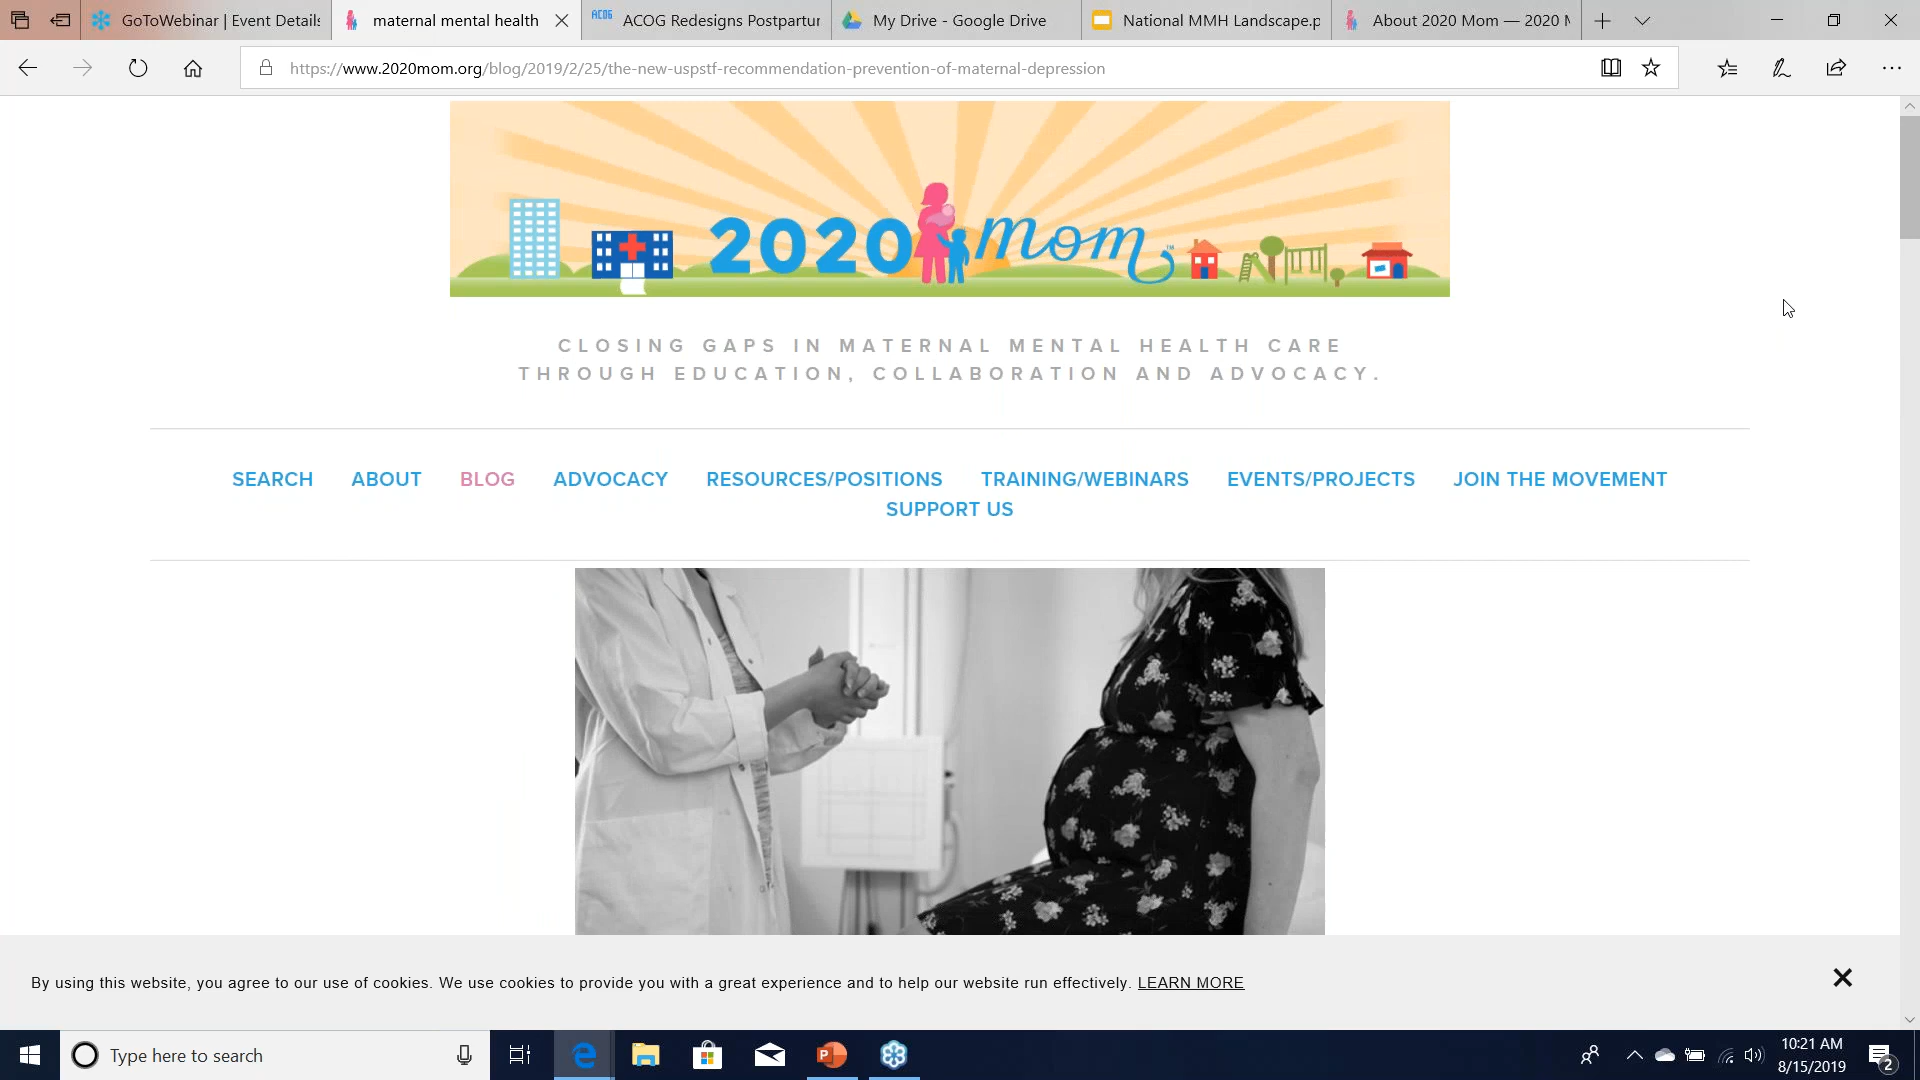 GoToWebinar | Event Details
maternal mental health
ACOG
ACOG Redesigns Postpartur
My Drive - Google Drive
National MMH Landscape.p
About 2020 Mom — 2020 M
https://www.2020mom.org/blog/2019/2/25/the-new-uspstf-recommendation-prevention-of-maternal-depression
2020 mom™
CLOSING GAPS IN MATERNAL MENTAL HEALTH CARE
THROUGH EDUCATION, COLLABORATION AND ADVOCACY.
SEARCH ABOUT BLOG ADVOCACY RESOURCES/POSITIONS TRAINING/WEBINARS EVENTS/PROJECTS JOIN THE MOVEMENT
SUPPORT US
By using this website, you agree to our use of cookies. We use cookies to provide you with a great experience and to help our website run effectively. LEARN MORE
Type here to search
10:21 AM
8/15/2019
2